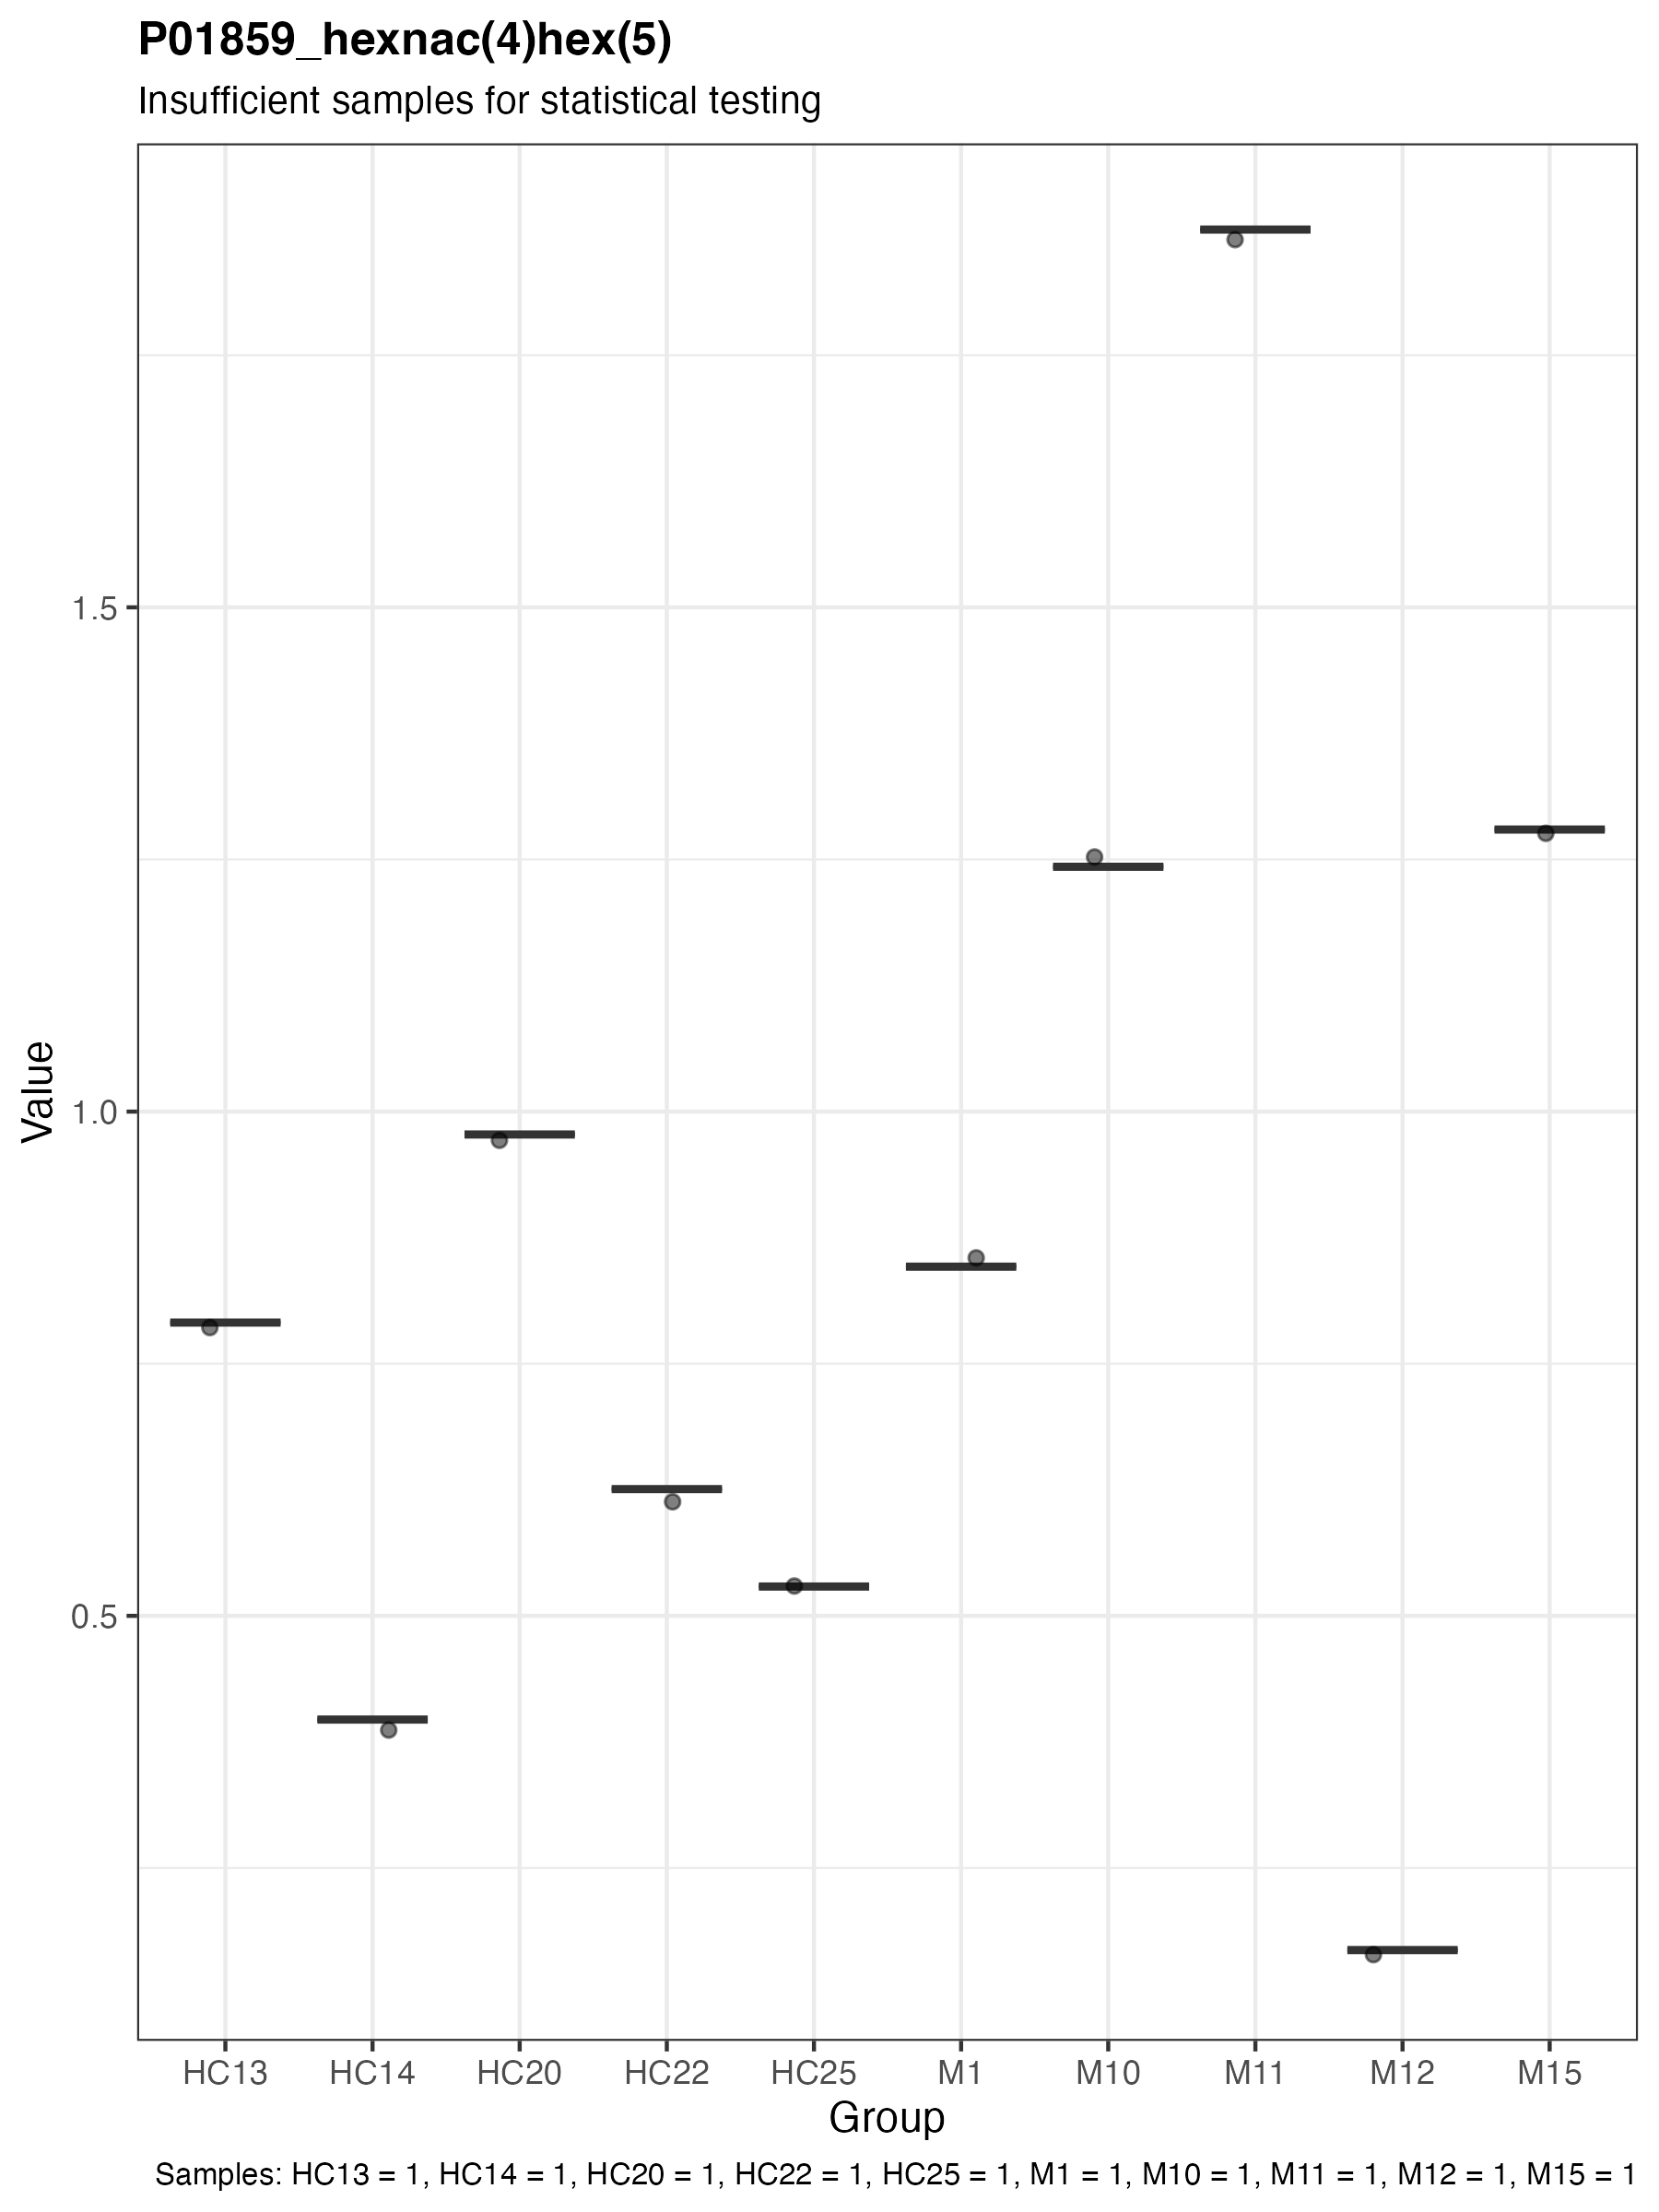 P01859_hexnac(4)hex(5)
Insufficient samples for statistical testing
Value
1.5
1.0
0.5
HC13 HC14 HC20 HC22 HC25 M1 M10 M11 M12 M15
Group
Samples: HC13 = 1, HC14 = 1, HC20 = 1, HC22 = 1, HC25 = 1, M1 = 1, M10 = 1, M11 = 1, M12 = 1, M15 = 1